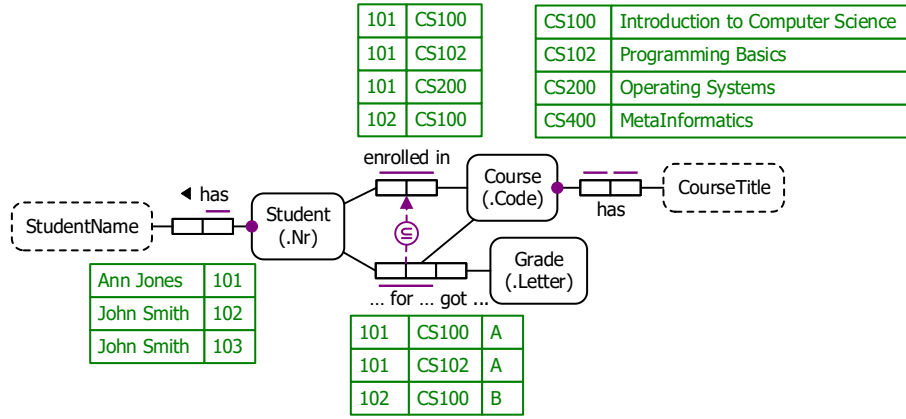 101 CS100
101 CS102
101 CS200
102 CS100
CS100 Introduction to Computer Science
CS102 Programming Basics
CS200 Operating Systems
CS400 MetaInformatics
enrolled in
◄ has
StudentName
Student
(.Nr)
Course
(.Code)
has
CourseTitle
Grade
(.Letter)
... for ... got ...
Ann Jones 101
John Smith 102
John Smith 103
101 CS100 A
101 CS102 A
102 CS100 B